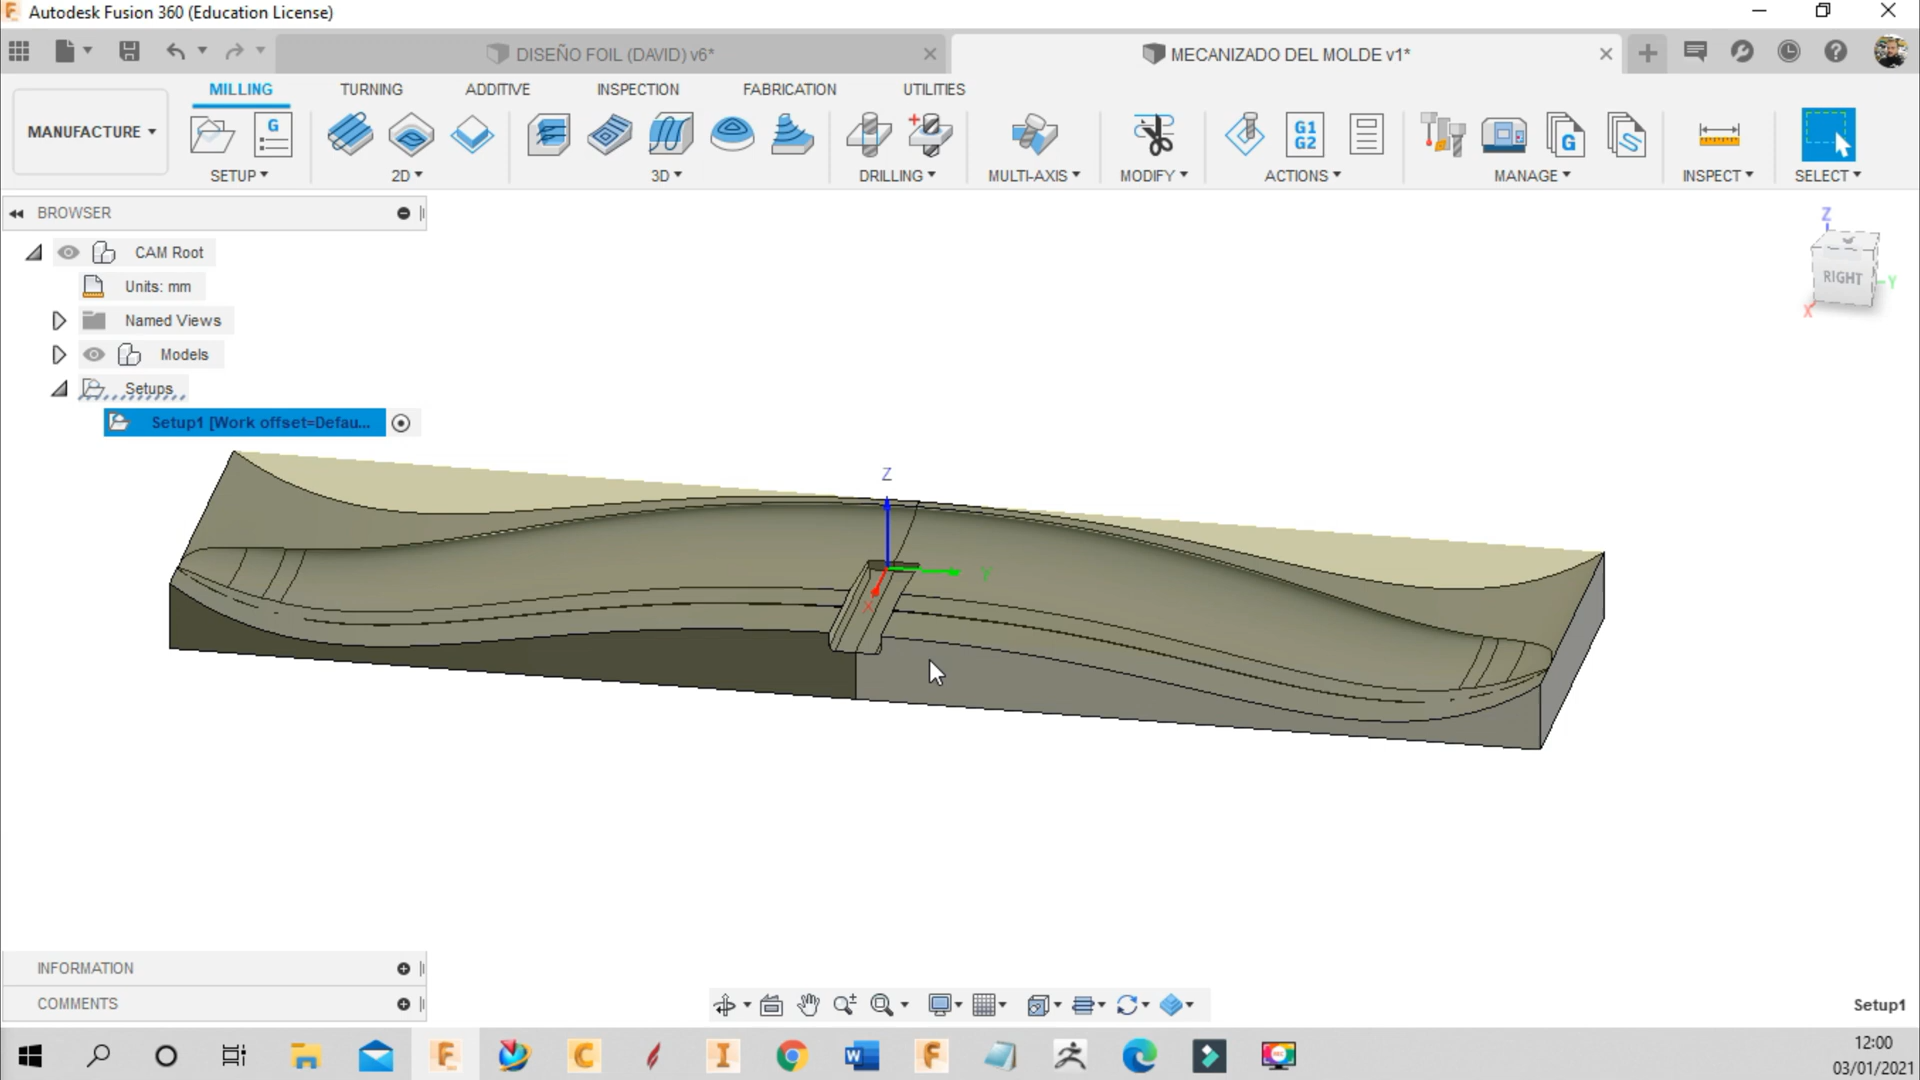 Autodesk Fusion 360 (Education License)
DISEÑO FOIL (DAVID) v6*
MECANIZADO DEL MOLDE v1*
MILLING TURNING ADDITIVE INSPECTION FABRICATION UTILITIES
MANUFACTURE
G
G1
G2
G
SETUP 2D 3D DRILLING MULTI-AXIS MODIFY ACTIONS MANAGE INSPECT SELECT
BROWSER
CAM Root
Units: mm
Named Views
Models
Setups
Setup1 [Work offset=Defau...
Z
RIGHT
Y
X
Z
Y
X
INFORMATION
COMMENTS
Setup1
12:00
03/01/2021